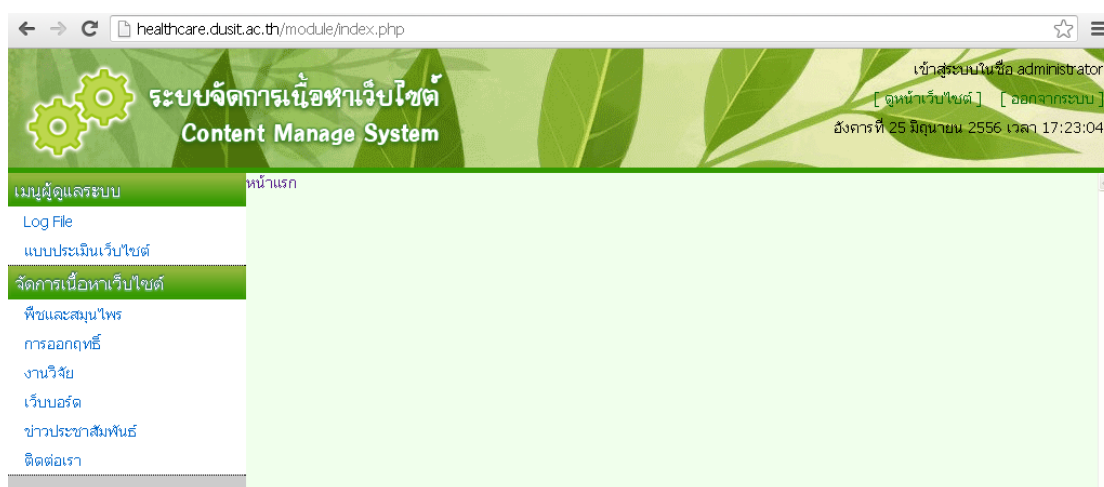 healthcare.dusit.ac.th/module/index.php
ระบบจัดการเนื้อหาเว็บไซต์
Content Manage System
เข้าสู่ระบบในชื่อ administrator
[ ดูหน้าเว็บไซต์ ] [ ออกจากระบบ ]
อังคารที่ 25 มิถุนายน 2556 เวลา 17:23:04
เมนูผู้ดูแลระบบ
หน้าแรก
Log File
แบบประเมินเว็บไซต์
จัดการเนื้อหาเว็บไซต์
พืชและสมุนไพร
การออกฤทธิ์
งานวิจัย
เว็บบอร์ด
ข่าวประชาสัมพันธ์
ติดต่อเรา